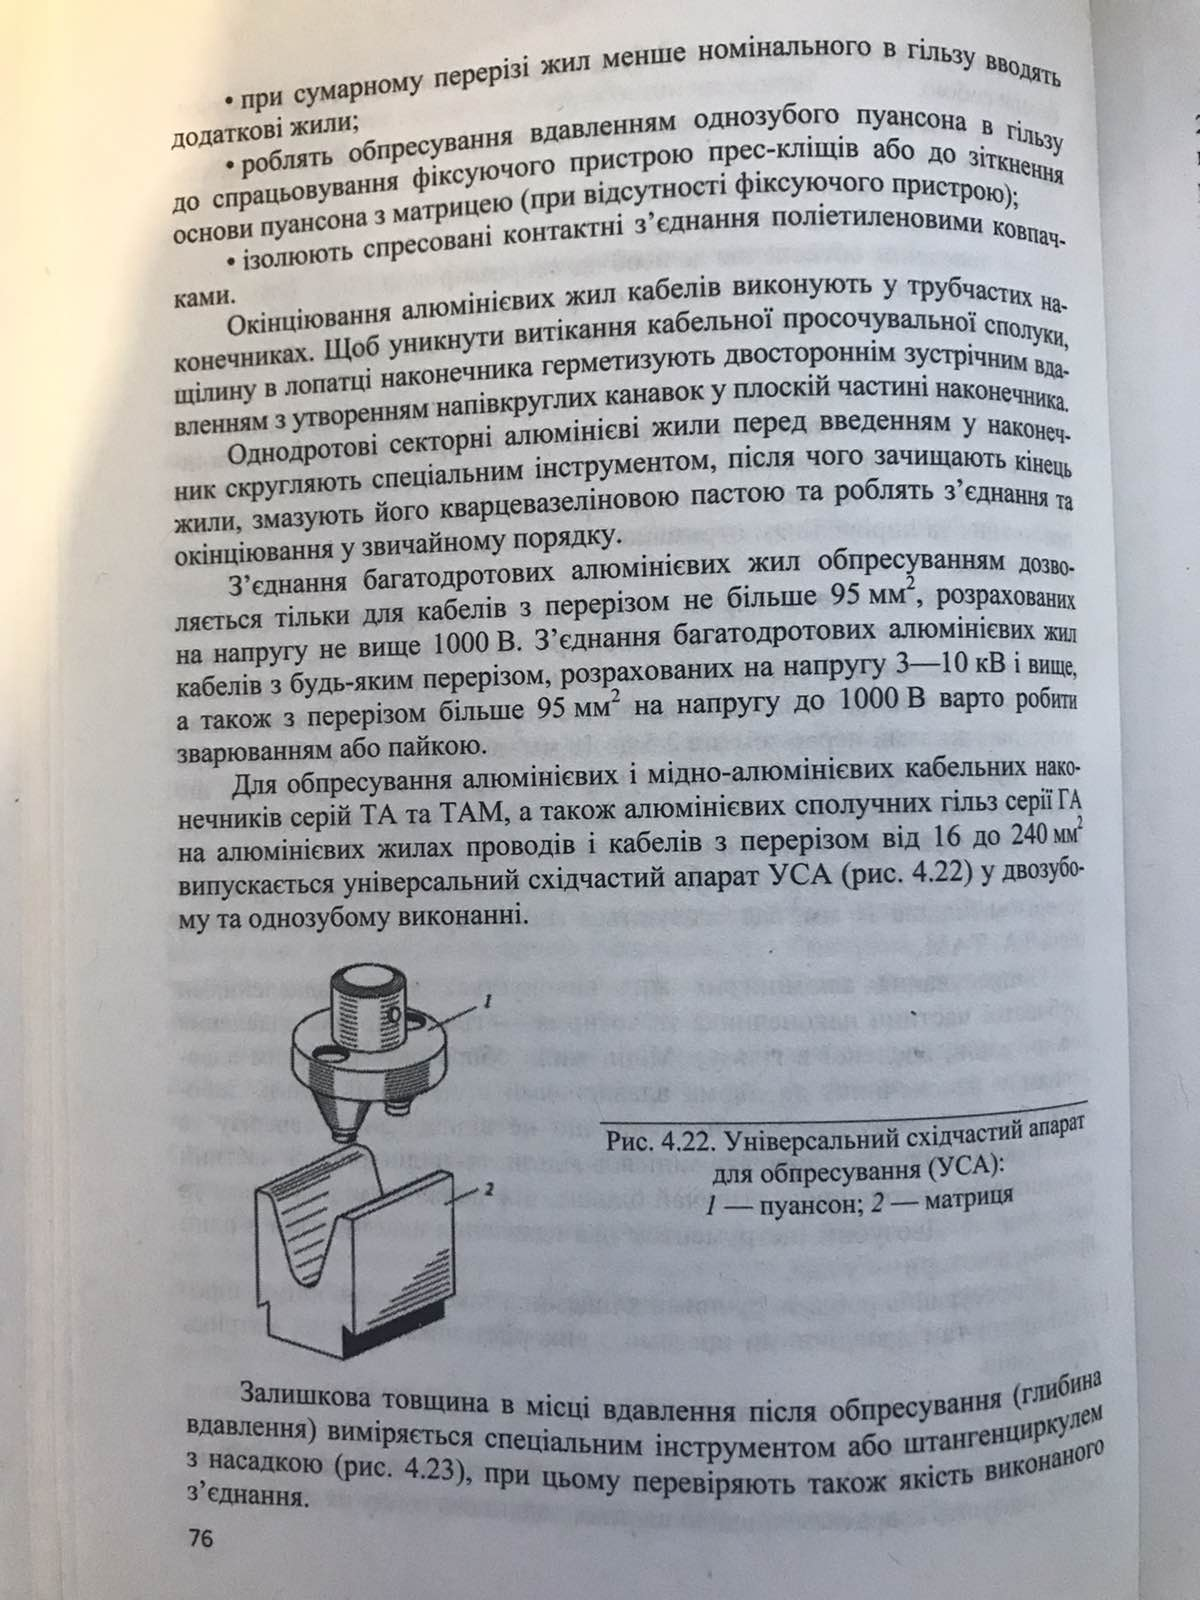 • при сумарному перерізі жил менше номінального в гільзу вводять
додаткові жили;
• роблять обпресування вдавленням однозубого пуансона в гільзу
до спрацьовування фіксуючого пристрою прес-кліщів або до зіткнення
основи пуансона з матрицею (при відсутності фіксуючого пристрою);
• ізолюють спресовані контактні з’єднання поліетиленовими ковпач-
ками.
Окінціювання алюмінієвих жил кабелів виконують у трубчастих на-
конечниках. Щоб уникнути витікання кабельної просочувальної сполуки,
щілину в лопатці наконечника герметизують двостороннім зустрічним вда-
вленням з утворенням напівкруглих канавок у плоскій частині наконечника.
Однодротові секторні алюмінієві жили перед введенням у наконеч-
ник скругляють спеціальним інструментом, після чого зачищають кінець
жили, змазують його кварцевазеліновою пастою та роблять з’єднання та
окінціювання у звичайному порядку.
З’єднання багатодротових алюмінієвих жил обпресуванням дозво-
ляється тільки для кабелів з перерізом не більше 95 мм², розрахованих
на напругу не вище 1000 В. З’єднання багатодротових алюмінієвих жил
кабелів з будь-яким перерізом, розрахованих на напругу 3—10 кВ і вище,
а також з перерізом більше 95 мм² на напругу до 1000 В варто робити
зварюванням або пайкою.
Для обпресування алюмінієвих і мідно-алюмінієвих кабельних нако-
нечників серій ТА та ТАМ, а також алюмінієвих сполучних гільз серії ГА
на алюмінієвих жилах проводів і кабелів з перерізом від 16 до 240 мм²
випускається універсальний східчастий апарат УСА (рис. 4.22) у двозубо-
му та однозубому виконанні.
1
2
Рис. 4.22. Універсальний східчастий апарат
для обпресування (УСА):
1 — пуансон; 2 — матриця
Залишкова товщина в місці вдавлення після обпресування (глибина
вдавлення) виміряється спеціальним інструментом або штангенциркулем
з насадкою (рис. 4.23), при цьому перевіряють також якість виконаного
з’єднання.
76